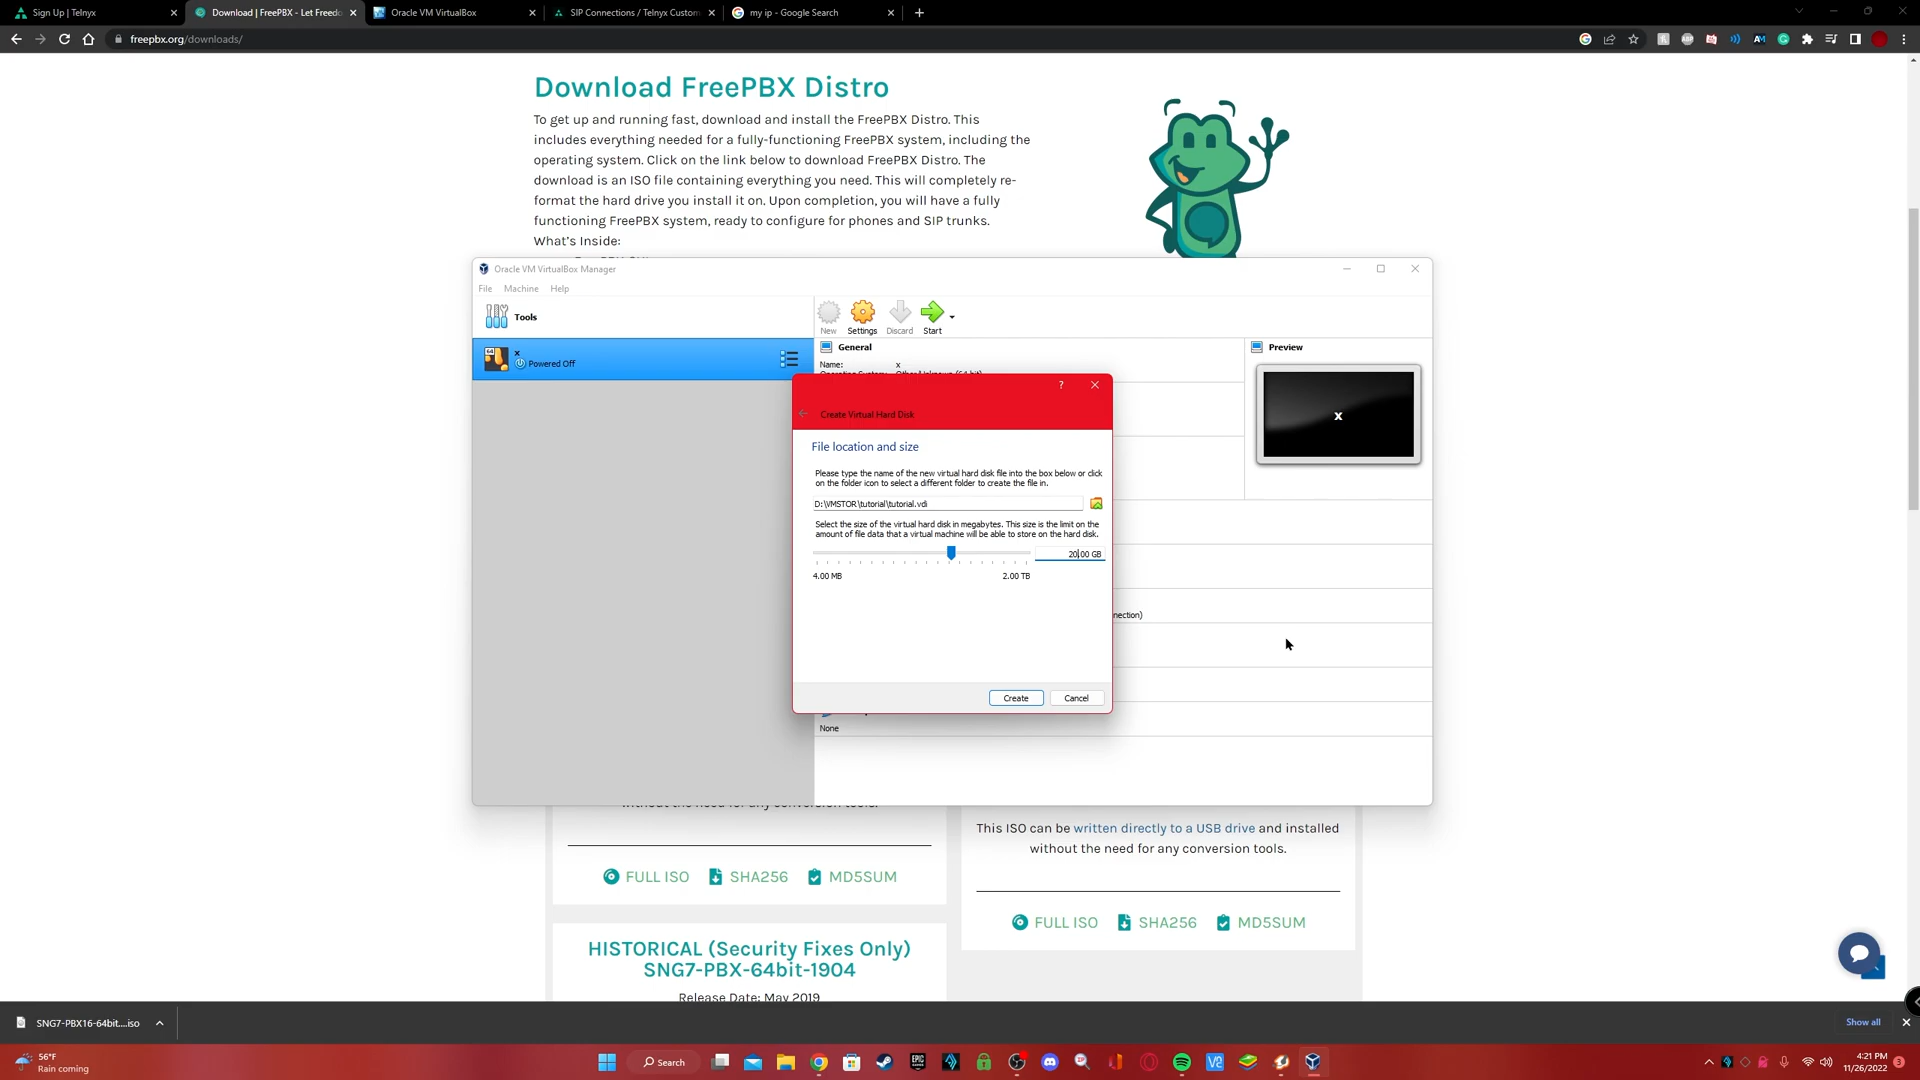 Sign Up | Telnyx
Download | FreePBX - Let Freedo
Oracle VM VirtualBox
SIP Connections / Telnyx Custom
my ip - Google Search
freepbx.org/downloads/
Download FreePBX Distro
To get up and running fast, download and install the FreePBX Distro. This
includes everything needed for a fully-functioning FreePBX system, including the
operating system. Click on the link below to download FreePBX Distro. The
download is an ISO file containing everything you need. This will completely re-
format the hard drive you install it on. Upon completion, you will have a fully
functioning FreePBX system, ready to configure for phones and SIP trunks.
What's Inside:
Oracle VM VirtualBox Manager
File Machine Help
Tools
New Settings Discard Start
x
Powered Off
General
Name: x
Preview
x
Create Virtual Hard Disk
File location and size
Please type the name of the new virtual hard disk file into the box below or click
on the folder icon to select a different folder to create the file in.
D:\VMSTOR\tutorial\tutorial.vdi
Select the size of the virtual hard disk in megabytes. This size is the limit on the
amount of file data that a virtual machine will be able to store on the hard disk.
20.00 GB
4.00 MB 2.00 TB
nection)
Create Cancel
None
without the need for any conversion tools.
FULL ISO SHA256 MD5SUM
This ISO can be written directly to a USB drive and installed
without the need for any conversion tools.
FULL ISO SHA256 MD5SUM
HISTORICAL (Security Fixes Only)
SNG7-PBX-64bit-1904
Release Date: May 2019
SNG7-PBX16-64bit....iso
Show all
56°F
Rain coming
Search
4:21 PM
11/26/2022
3